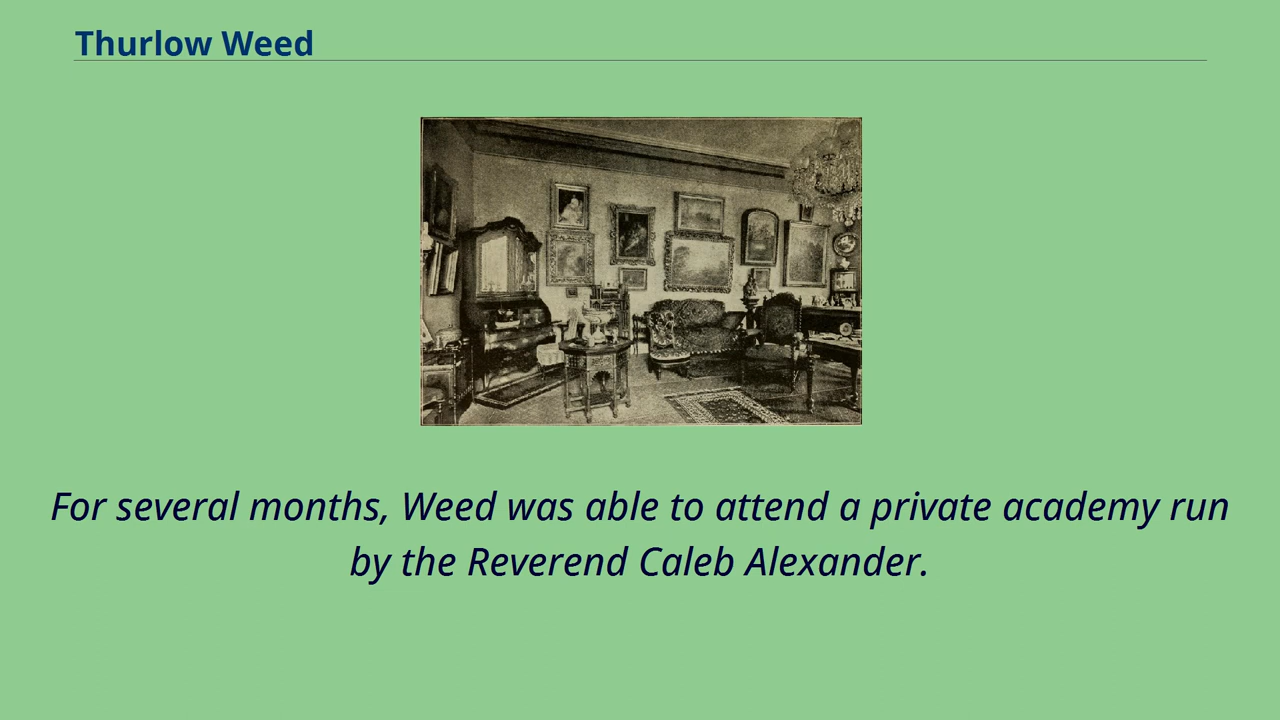 Thurlow Weed
For several months, Weed was able to attend a private academy run
by the Reverend Caleb Alexander.